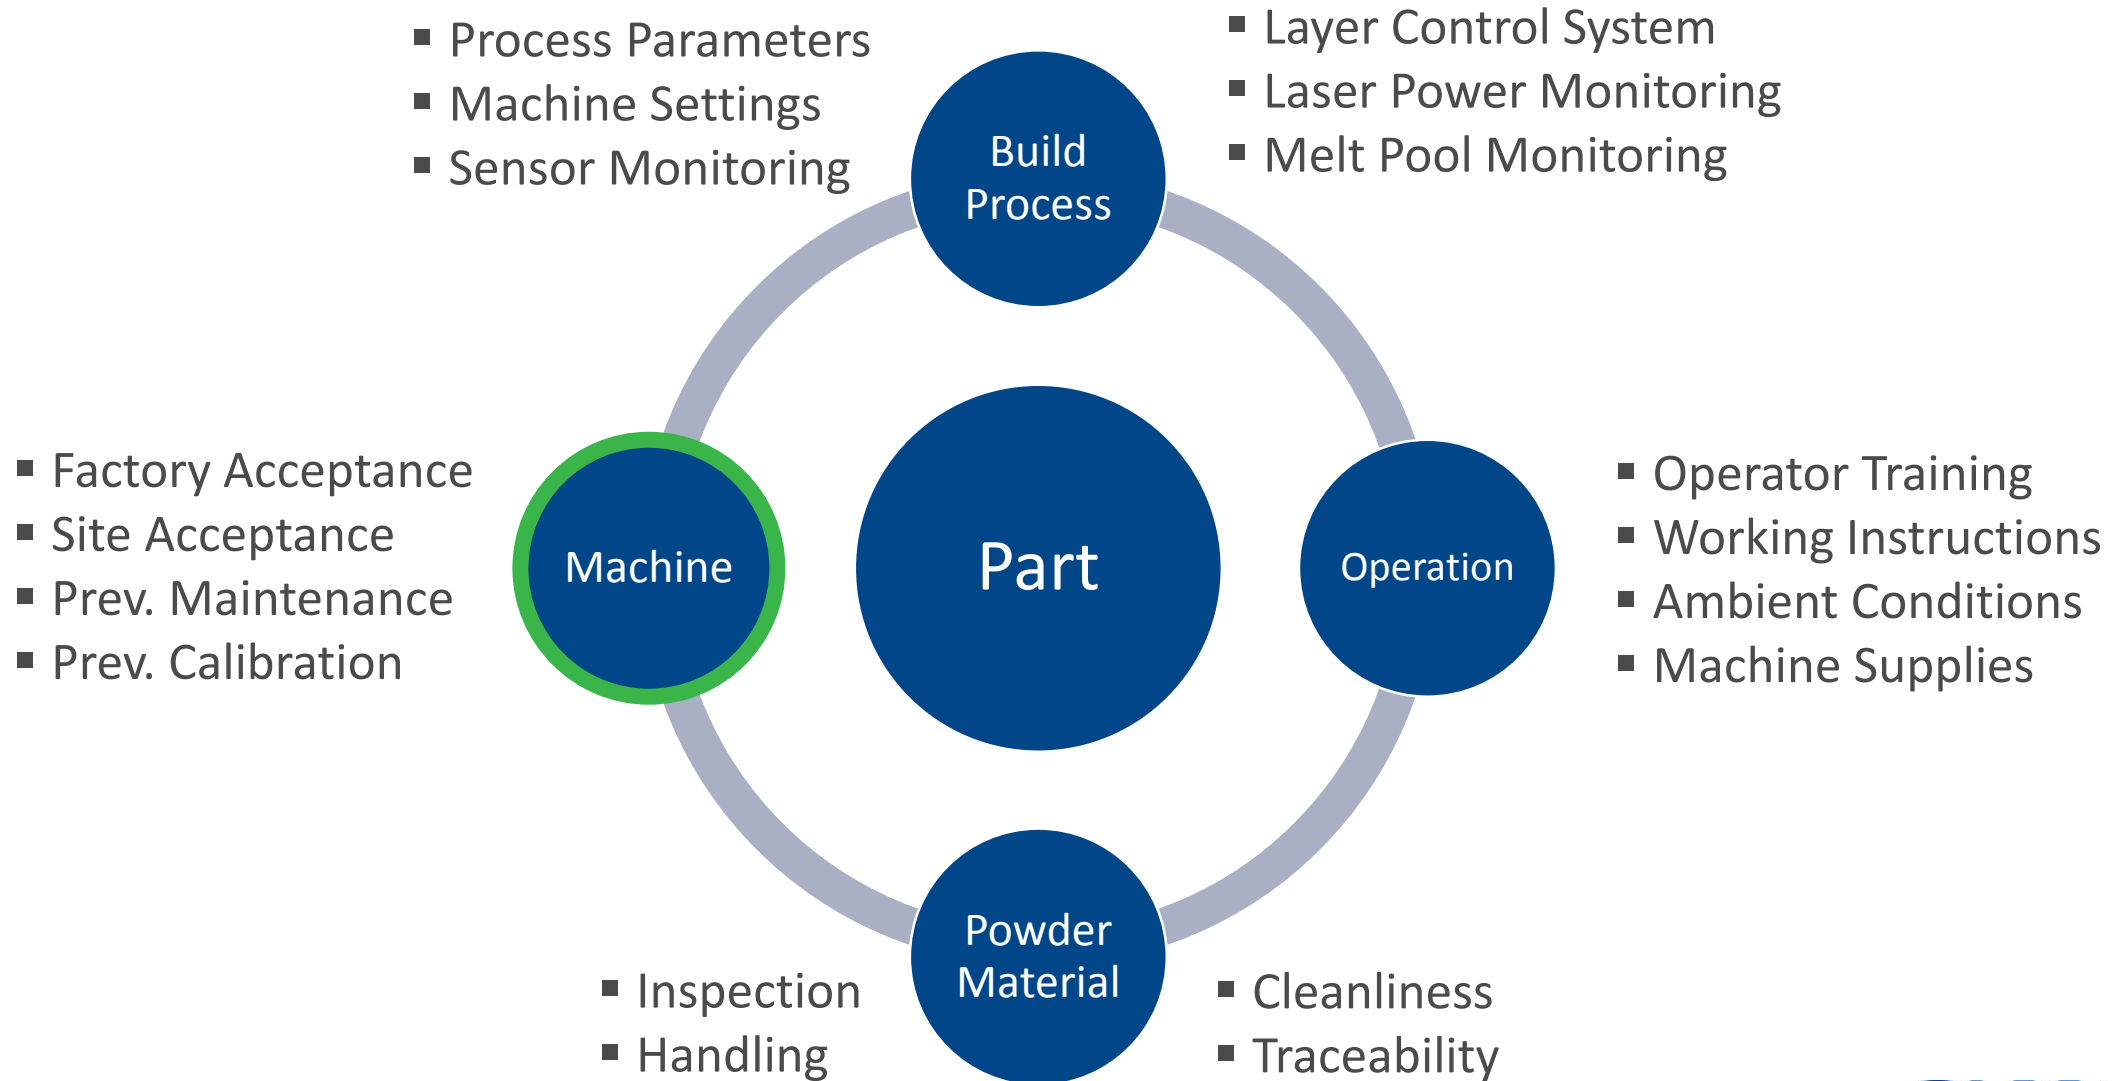 ▪ Process Parameters
▪ Machine Settings
▪ Sensor Monitoring
▪ Layer Control System
▪ Laser Power Monitoring
▪ Melt Pool Monitoring
Build
Process
▪ Factory Acceptance
▪ Site Acceptance
▪ Prev. Maintenance
▪ Prev. Calibration
Machine
Part
Operation
▪ Operator Training
▪ Working Instructions
▪ Ambient Conditions
▪ Machine Supplies
Powder
Material
▪ Inspection
▪ Handling
▪ Cleanliness
▪ Traceability